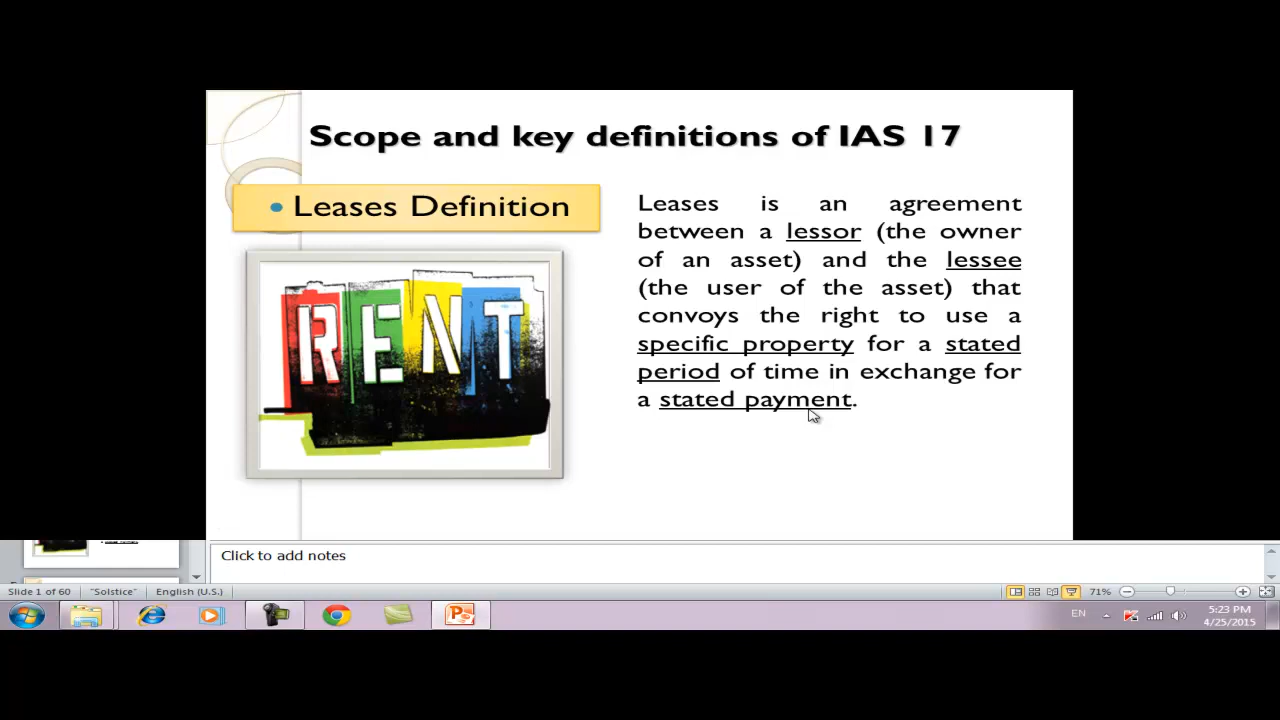 Scope and key definitions of IAS 17
• Leases Definition
RENT
Leases is an agreement
between a lessor (the owner
of an asset) and the lessee
(the user of the asset) that
convoys the right to use a
specific property for a stated
period of time in exchange for
a stated payment.
Click to add notes
Slide 1 of 60 "Solstice" English (U.S.) 71%
EN 5:23 PM
4/25/2015